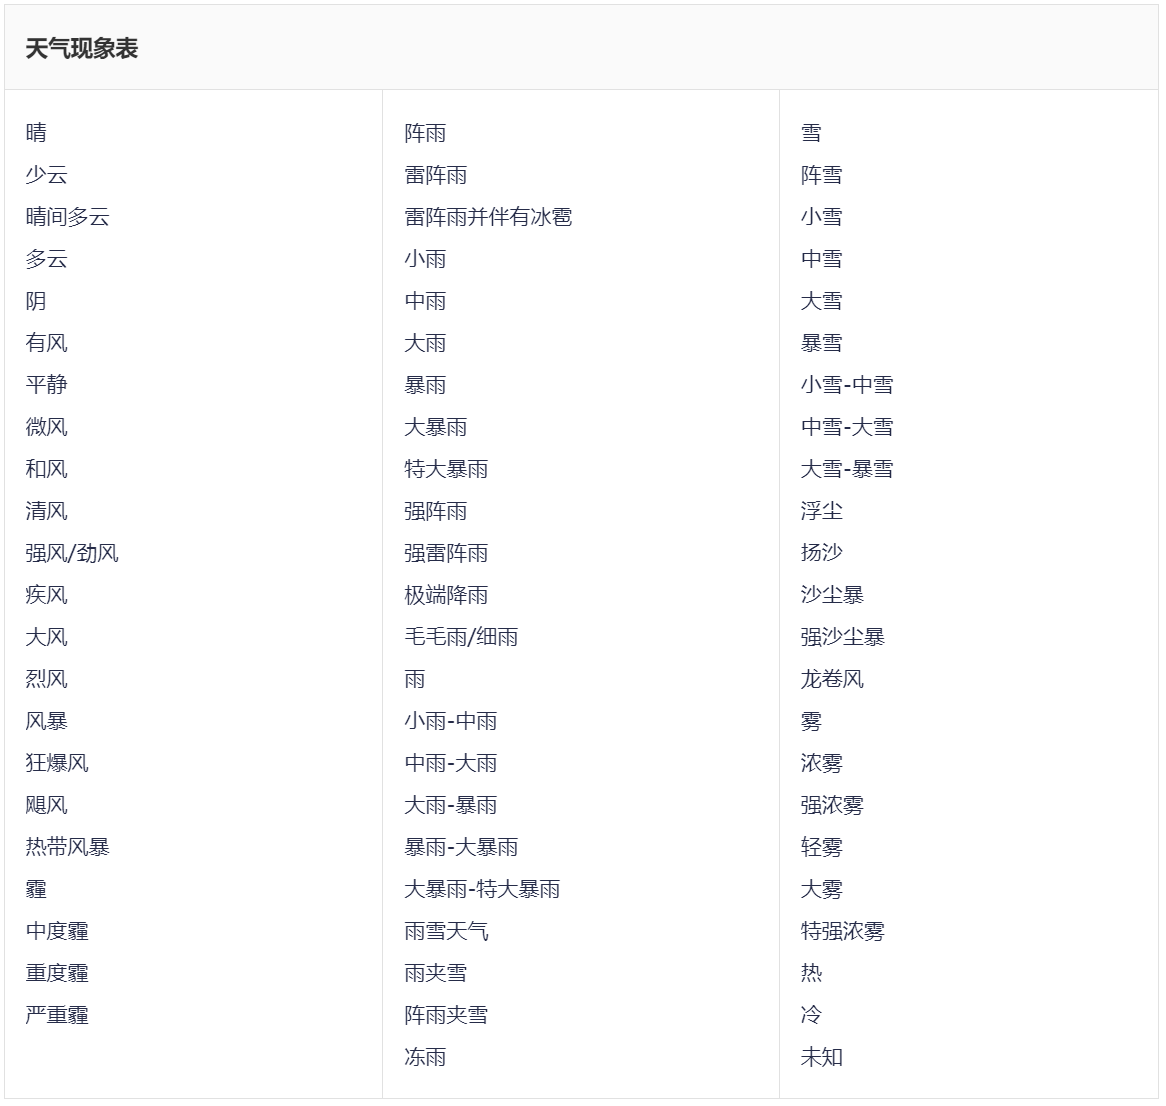 天气现象表
晴
少云
晴间多云
多云
阴
有风
平静
微风
和风
清风
强风/劲风
疾风
大风
烈风
风暴
狂爆风
飓风
热带风暴
霾
中度霾
重度霾
严重霾
阵雨
雷阵雨
雷阵雨并伴有冰雹
小雨
中雨
大雨
暴雨
大暴雨
特大暴雨
强阵雨
强雷阵雨
极端降雨
毛毛雨/细雨
雨
小雨-中雨
中雨-大雨
大雨-暴雨
暴雨-大暴雨
大暴雨-特大暴雨
雨雪天气
雨夹雪
阵雨夹雪
冻雨
雪
阵雪
小雪
中雪
大雪
暴雪
小雪-中雪
中雪-大雪
大雪-暴雪
浮尘
扬沙
沙尘暴
强沙尘暴
龙卷风
雾
浓雾
强浓雾
轻雾
大雾
特强浓雾
热
冷
未知